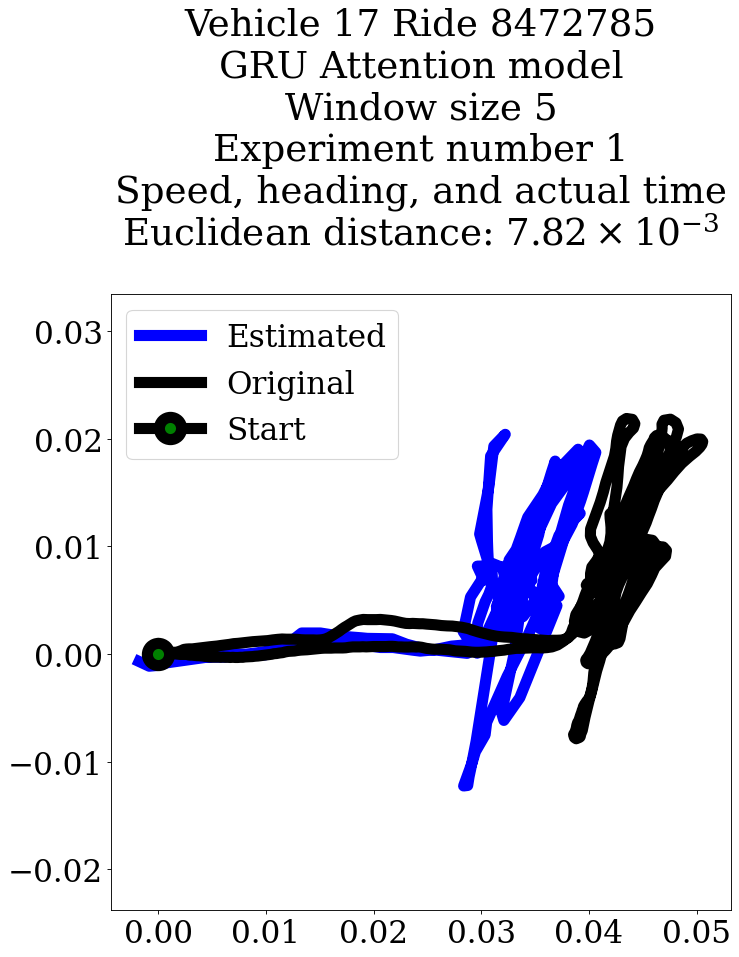 Vehicle 17 Ride 8472785
GRU Attention model
Window size 5
Experiment number 1
Speed, heading, and actual time
Euclidean distance: 7.82 × 10⁻³
Estimated
Original
Start
0.03
0.02
0.01
0.00
−0.01
−0.02
0.00 0.01 0.02 0.03 0.04 0.05